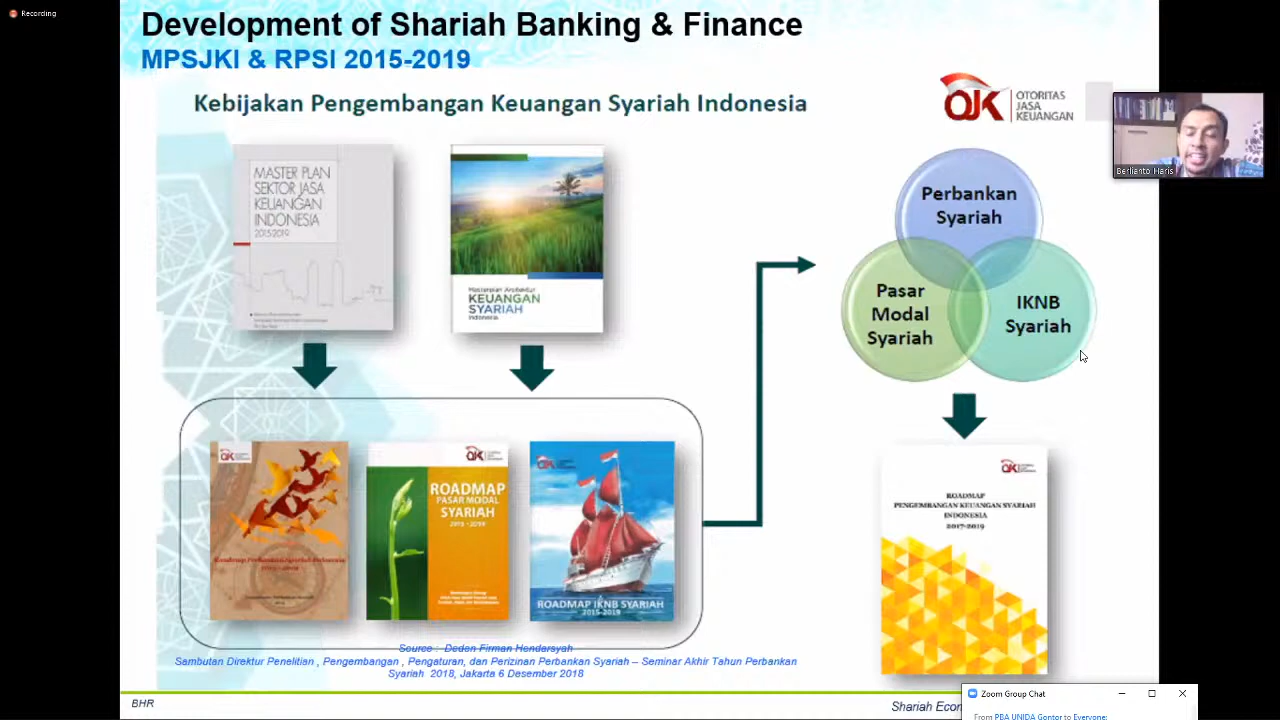 Recording
Development of Shariah Banking & Finance
MPSJKI & RPSI 2015-2019
Kebijakan Pengembangan Keuangan Syariah Indonesia
OJK
OTORITAS
JASA
KEUANGAN
Berlianto Haris
MASTER PLAN
SEKTOR JASA
KEUANGAN
INDONESIA
2015-2019
Masterplan Arsitektur
KEUANGAN
SYARIAH
Indonesia
Perbankan
Syariah
Pasar
Modal
Syariah
IKNB
Syariah
Roadmap Perbankan Syariah Indonesia
ROADMAP
PASAR MODAL
SYARIAH
2015 - 2019
ROADMAP IKNB SYARIAH
2015-2019
ROADMAP
PENGEMBANGAN KEUANGAN SYARIAH
INDONESIA
2017-2019
Source : Deden Firman Hendarsyah
Sambutan Direktur Penelitian , Pengembangan , Pengaturan, dan Perizinan Perbankan Syariah – Seminar Akhir Tahun Perbankan
Syariah 2018, Jakarta 6 Desember 2018
BHR
Shariah Econ
Zoom Group Chat
From PBA UNIDA Gontor to Everyone: